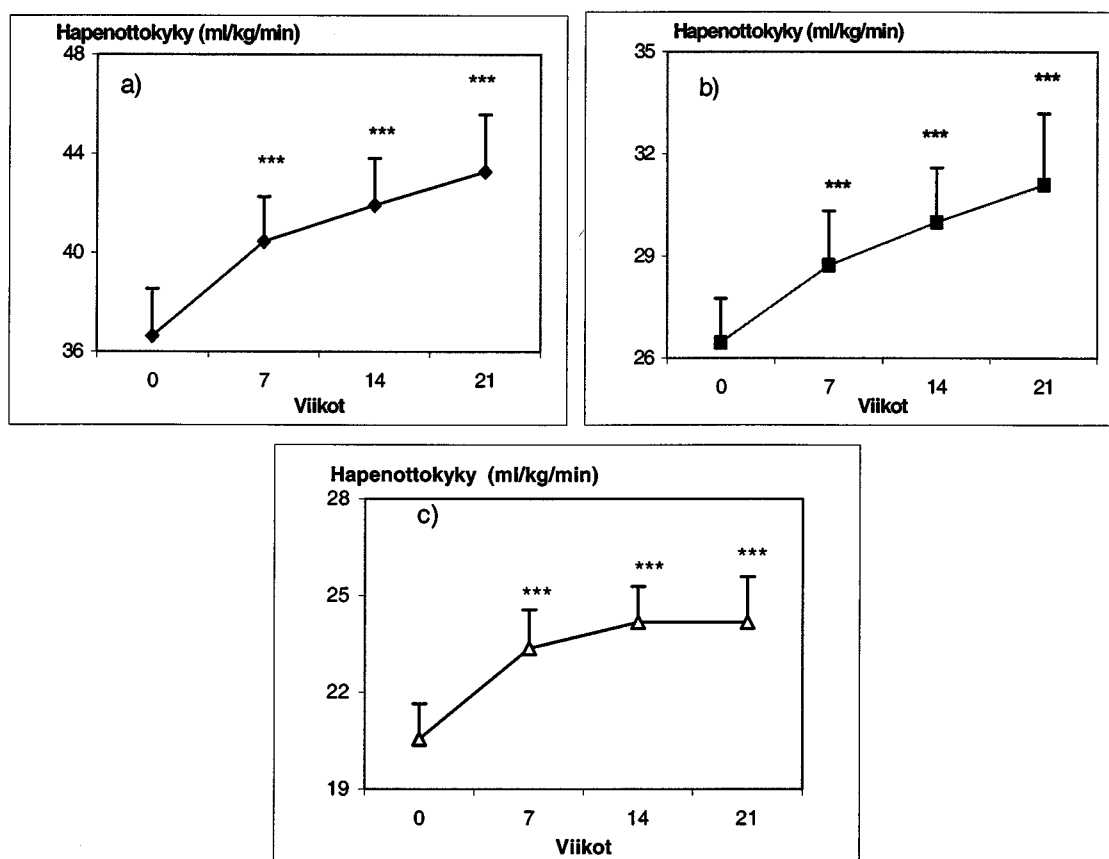 Hapenottokyky (ml/kg/min)
48
a)
***
***
***
44
40
36
0 7 14 21
Viikot
Hapenottokyky (ml/kg/min)
35
b)
***
***
***
32
29
26
0 7 14 21
Viikot
Hapenottokyky (ml/kg/min)
28
c)
***
***
***
25
22
19
0 7 14 21
Viikot